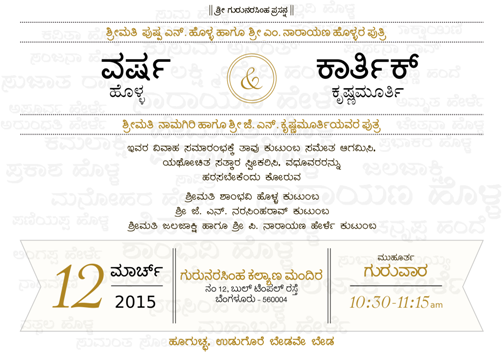 || ಶ್ರೀ ಗುರುನರಸಿಂಹ ಪ್ರಸನ್ನ ||
ಶ್ರೀಮತಿ ಪುಷ್ಪ ಎನ್. ಹೊಳ್ಳ ಹಾಗೂ ಶ್ರೀ ಎಂ. ನಾರಾಯಣ ಹೊಳ್ಳರ ಪುತ್ರಿ
ವರ್ಷ & ಕಾರ್ತಿಕ್
ಹೊಳ್ಳ ಕೃಷ್ಣಮೂರ್ತಿ
ಶ್ರೀಮತಿ ನಾಮಗಿರಿ ಹಾಗೂ ಶ್ರೀ ಜಿ. ಎನ್. ಕೃಷ್ಣಮೂರ್ತಿಯವರ ಪುತ್ರ
ಇವರ ವಿವಾಹ ಸಮಾರಂಭಕ್ಕೆ ತಾವು ಕುಟುಂಬ ಸಮೇತ ಆಗಮಿಸಿ,
ಯಥೋಚಿತ ಸತ್ಕಾರ ಸ್ವೀಕರಿಸಿ, ವಧೂವರರನ್ನು
ಹರಸಬೇಕೆಂದು ಕೋರುವ
ಶ್ರೀಮತಿ ಶಾಂಭವಿ ಹೊಳ್ಳ ಕುಟುಂಬ
ಶ್ರೀ ಜೆ. ಎನ್. ನರಸಿಂಹರಾವ್ ಕುಟುಂಬ
ಶ್ರೀಮತಿ ಜಲಜಾಕ್ಷಿ ಹಾಗೂ ಶ್ರೀ ಪಿ. ನಾರಾಯಣ ಹೇರ್ಳೆ ಕುಟುಂಬ
12 ಮಾರ್ಚ್ 2015
ಗುರುನರಸಿಂಹ ಕಲ್ಯಾಣ ಮಂದಿರ
ನಂ 12, ಬುಲ್ ಟೆಂಪಲ್ ರಸ್ತೆ
ಬೆಂಗಳೂರು - 560004
ಮುಹೂರ್ತ
ಗುರುವಾರ
10:30-11:15 am
ಹೂಗುಚ್ಛ, ಉಡುಗೊರೆ ಬೇಡವೇ ಬೇಡ